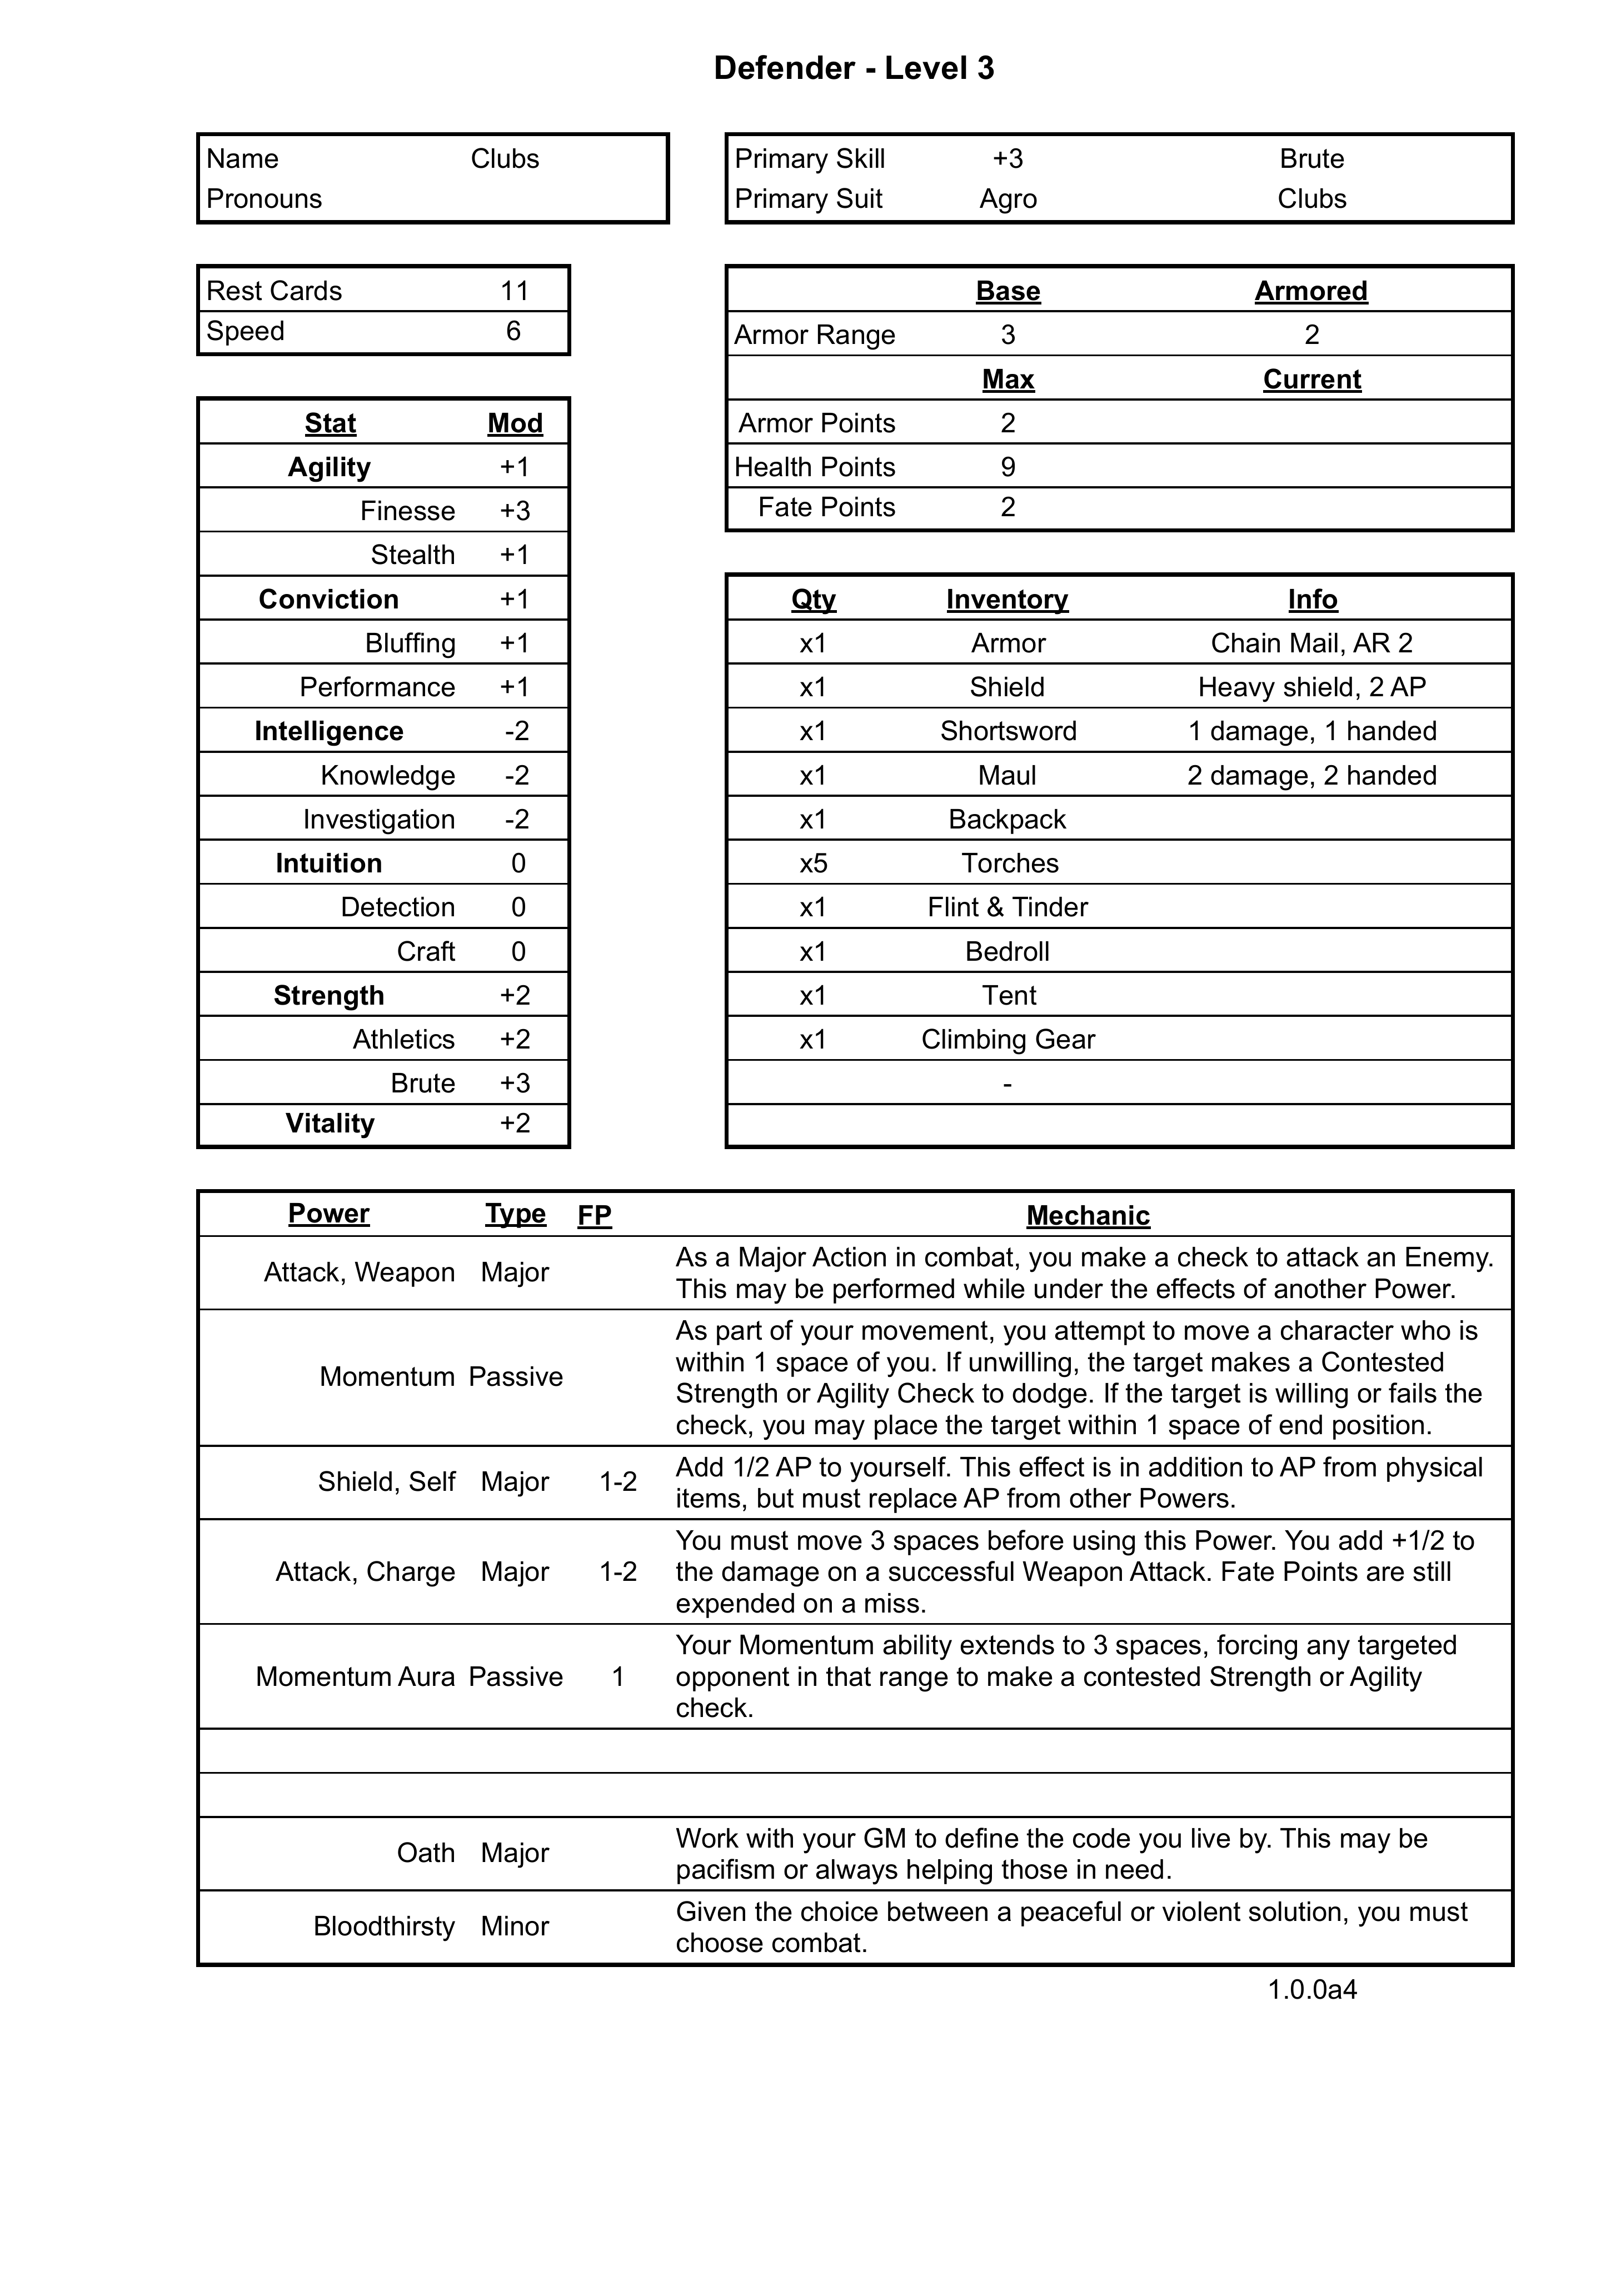 Defender - Level 3
Name Clubs
Pronouns
Primary Skill +3 Brute
Primary Suit Agro Clubs
Rest Cards 11
Speed 6
Base Armored
Armor Range 3 2
Max Current
Armor Points 2
Health Points 9
Fate Points 2
Stat Mod
Agility +1
Finesse +3
Stealth +1
Conviction +1
Bluffing +1
Performance +1
Intelligence -2
Knowledge -2
Investigation -2
Intuition 0
Detection 0
Craft 0
Strength +2
Athletics +2
Brute +3
Vitality +2
Qty Inventory Info
x1 Armor Chain Mail, AR 2
x1 Shield Heavy shield, 2 AP
x1 Shortsword 1 damage, 1 handed
x1 Maul 2 damage, 2 handed
x1 Backpack
x5 Torches
x1 Flint & Tinder
x1 Bedroll
x1 Tent
x1 Climbing Gear
-
Power Type FP Mechanic
Attack, Weapon Major
As a Major Action in combat, you make a check to attack an Enemy.
This may be performed while under the effects of another Power.
Momentum Passive
As part of your movement, you attempt to move a character who is
within 1 space of you. If unwilling, the target makes a Contested
Strength or Agility Check to dodge. If the target is willing or fails the
check, you may place the target within 1 space of end position.
Shield, Self Major 1-2
Add 1/2 AP to yourself. This effect is in addition to AP from physical
items, but must replace AP from other Powers.
Attack, Charge Major 1-2
You must move 3 spaces before using this Power. You add +1/2 to
the damage on a successful Weapon Attack. Fate Points are still
expended on a miss.
Momentum Aura Passive 1
Your Momentum ability extends to 3 spaces, forcing any targeted
opponent in that range to make a contested Strength or Agility
check.
Oath Major
Work with your GM to define the code you live by. This may be
pacifism or always helping those in need.
Bloodthirsty Minor
Given the choice between a peaceful or violent solution, you must
choose combat.
1.0.0a4